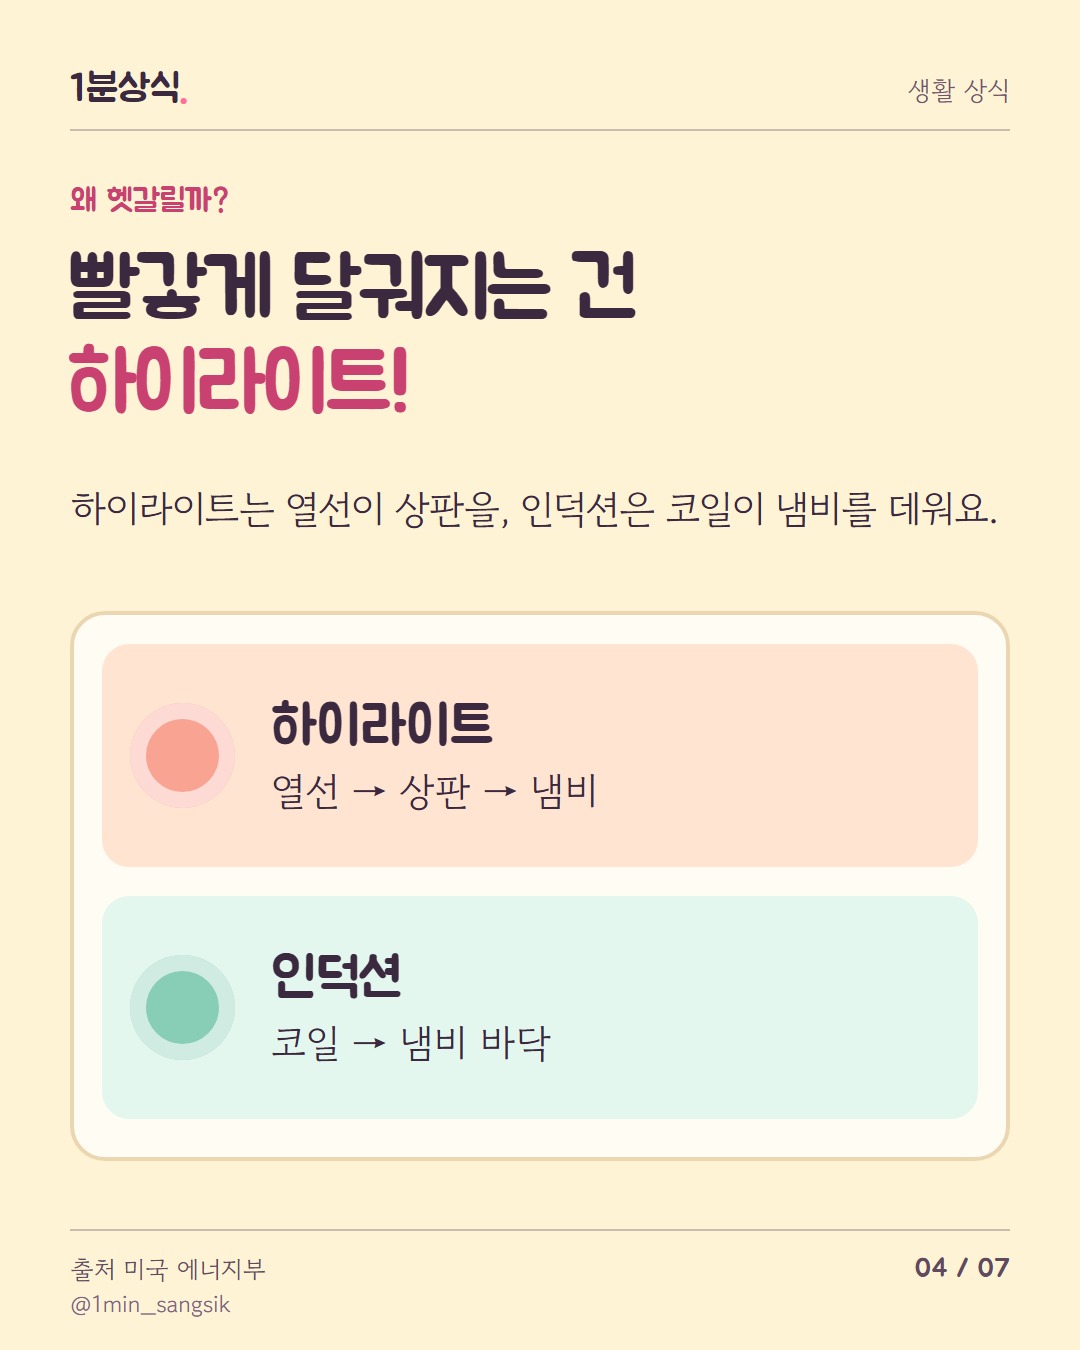 1분상식.
생활 상식
왜 헷갈릴까?
빨갛게 달궈지는 건
하이라이트!
하이라이트는 열선이 상판을, 인덕션은 코일이 냄비를 데워요.
하이라이트
열선 → 상판 → 냄비
인덕션
코일 → 냄비 바닥
출처 미국 에너지부
04 / 07
@1min_sangsik